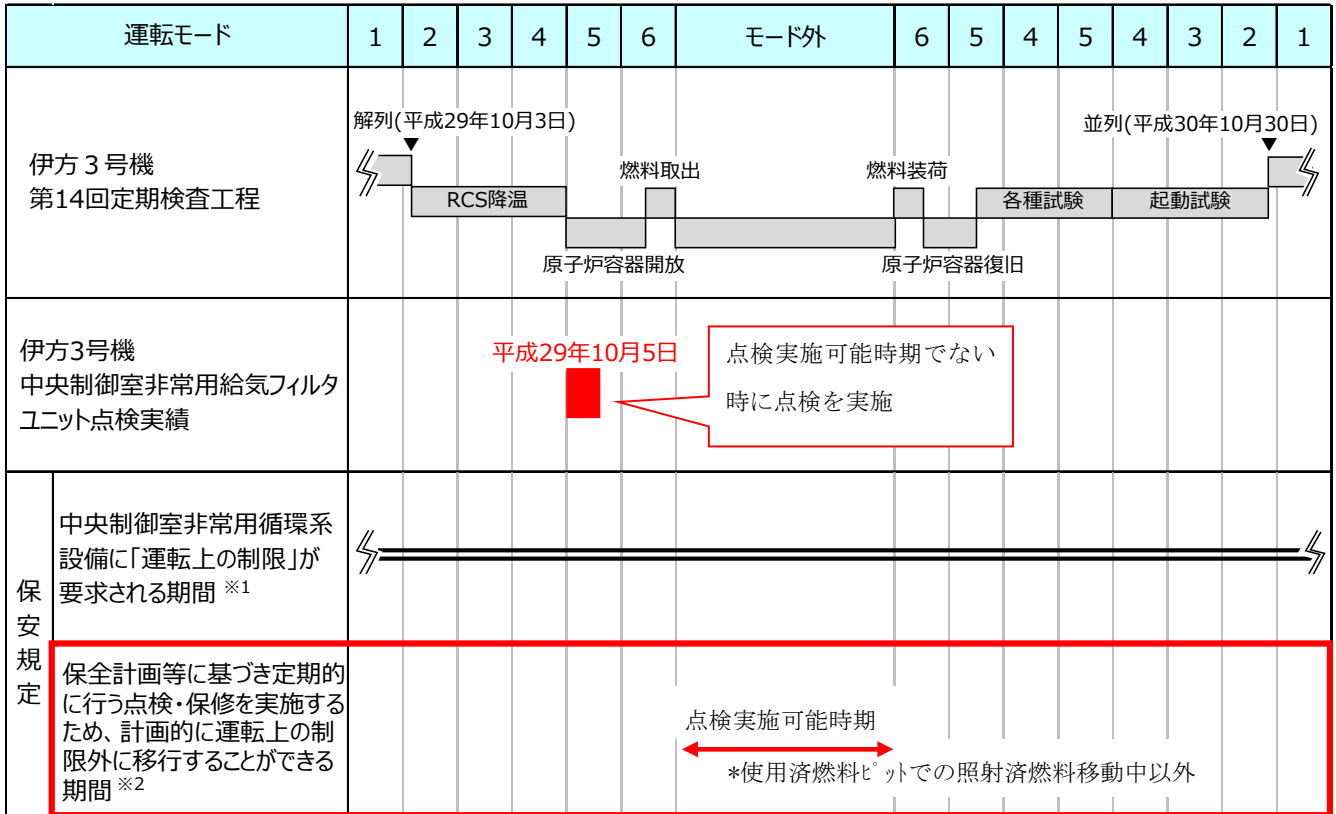 運転モード 1 2 3 4 5 6 モード外 6 5 4 5 4 3 2 1
解列(平成29年10月3日)
並列(平成30年10月30日)
伊方３号機
第14回定期検査工程
燃料取出
燃料装荷
RCS降温
各種試験
起動試験
原子炉容器開放
原子炉容器復旧
伊方3号機
中央制御室非常用給気フィルタ
ユニット点検実績
平成29年10月5日
点検実施可能時期でない
時に点検を実施
保安規定
中央制御室非常用循環系
設備に「運転上の制限」が
要求される期間 ※1
保全計画等に基づき定期的
に行う点検・保修を実施する
ため、計画的に運転上の制
限外に移行することができる
期間 ※2
点検実施可能時期
*使用済燃料ﾋﾟｯﾄでの照射済燃料移動中以外